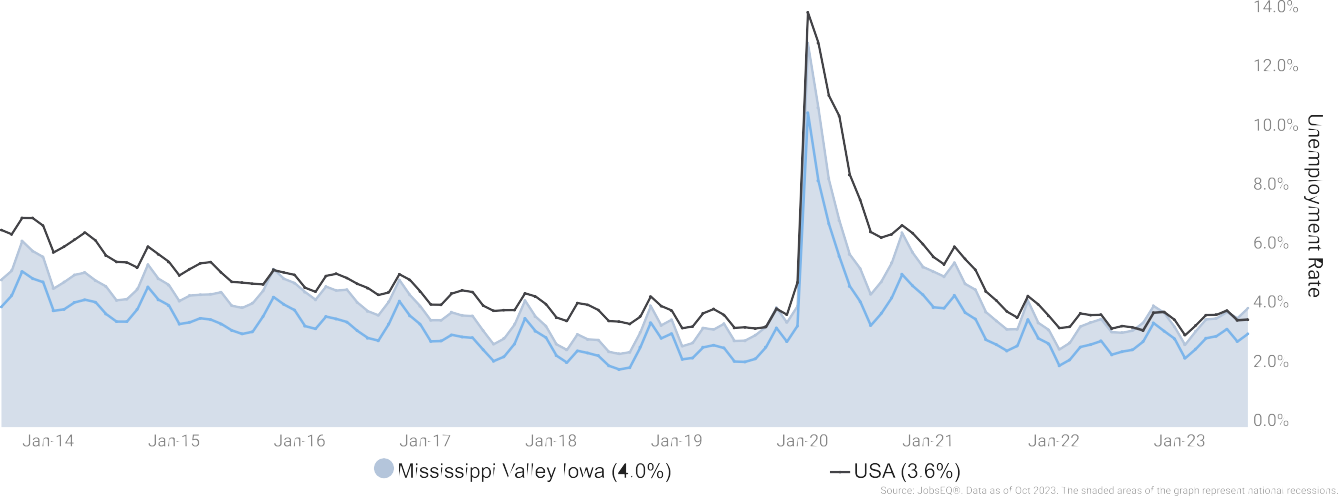 14.0%
12.0%
10.0%
8.0%
6.0%
4.0%
2.0%
0.0%
Unemployment Rate
Jan-14 Jan-15 Jan-16 Jan-17 Jan-18 Jan-19 Jan-20 Jan-21 Jan-22 Jan-23
Mississippi Valley Iowa (4.0%) USA (3.6%)
Source: JobsEQ®. Data as of Oct 2023. The shaded areas of the graph represent national recessions.